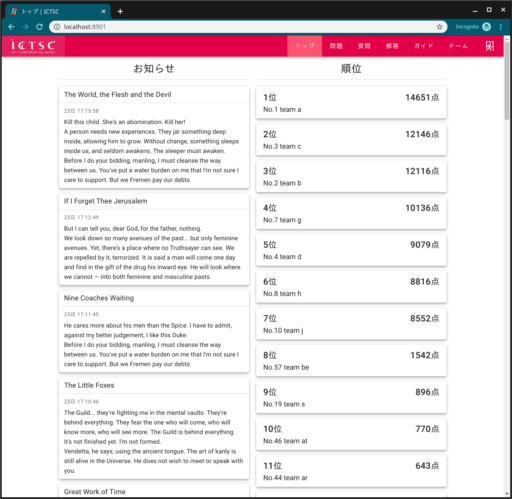 トップ | ICTSC
localhost:8901
Incognito
ICTSC
トップ
問題
質問
解答
ガイド
チーム
お知らせ
The World, the Flesh and the Devil
25日 17:15:58
Kill this child. She's an abomination. Kill her!
A person needs new experiences. They jar something deep
inside, allowing him to grow. Without change, something sleeps
inside us, and seldom awakens. The sleeper must awaken.
Before I do your bidding, manling, I must cleanse the way
between us. You've put a water burden on me that I'm not sure I
care to support. But we Fremen pay our debts
If I Forget Thee Jerusalem
25日 17:12:49
But I can tell you, dear God, for the father, nothing.
We look down so many avenues of the past... but only feminine
avenues. Yet, there's a place where no Truthsayer can see. We
are repelled by it, terrorized. It is said a man will come one day
and find in the gift of the drug his inward eye. He will look where
we cannot — into both feminine and masculine pasts.
Nine Coaches Waiting
25日 17:11:45
He cares more about his men than the Spice. I have to admit,
against my better judgement, I like this Duke.
Before I do your bidding, manling, I must cleanse the way
between us. You've put a water burden on me that I'm not sure I
care to support. But we Fremen pay our debts
The Little Foxes
25日 17:10:46
The Guild... they're fighting me in the mental vaults. They're
behind everything. They fear the one who will come, who will
know more, who will see more. The Guild is behind everything.
It's not finished yet. I'm not formed.
Vendetta, he says, using the ancient tongue. The art of kanly is
still alive in the Universe. He does not wish to meet or speak with
you.
Great Work of Time
順位
1位 14651点
No.1 team a
2位 12146点
No.3 team c
3位 12116点
No.2 team b
4位 10136点
No.7 team g
5位 9079点
No.4 team d
6位 8816点
No.8 team h
7位 8552点
No.10 team j
8位 1542点
No.57 team be
9位 896点
No.19 team s
10位 770点
No.46 team at
11位 643点
No.44 team ar